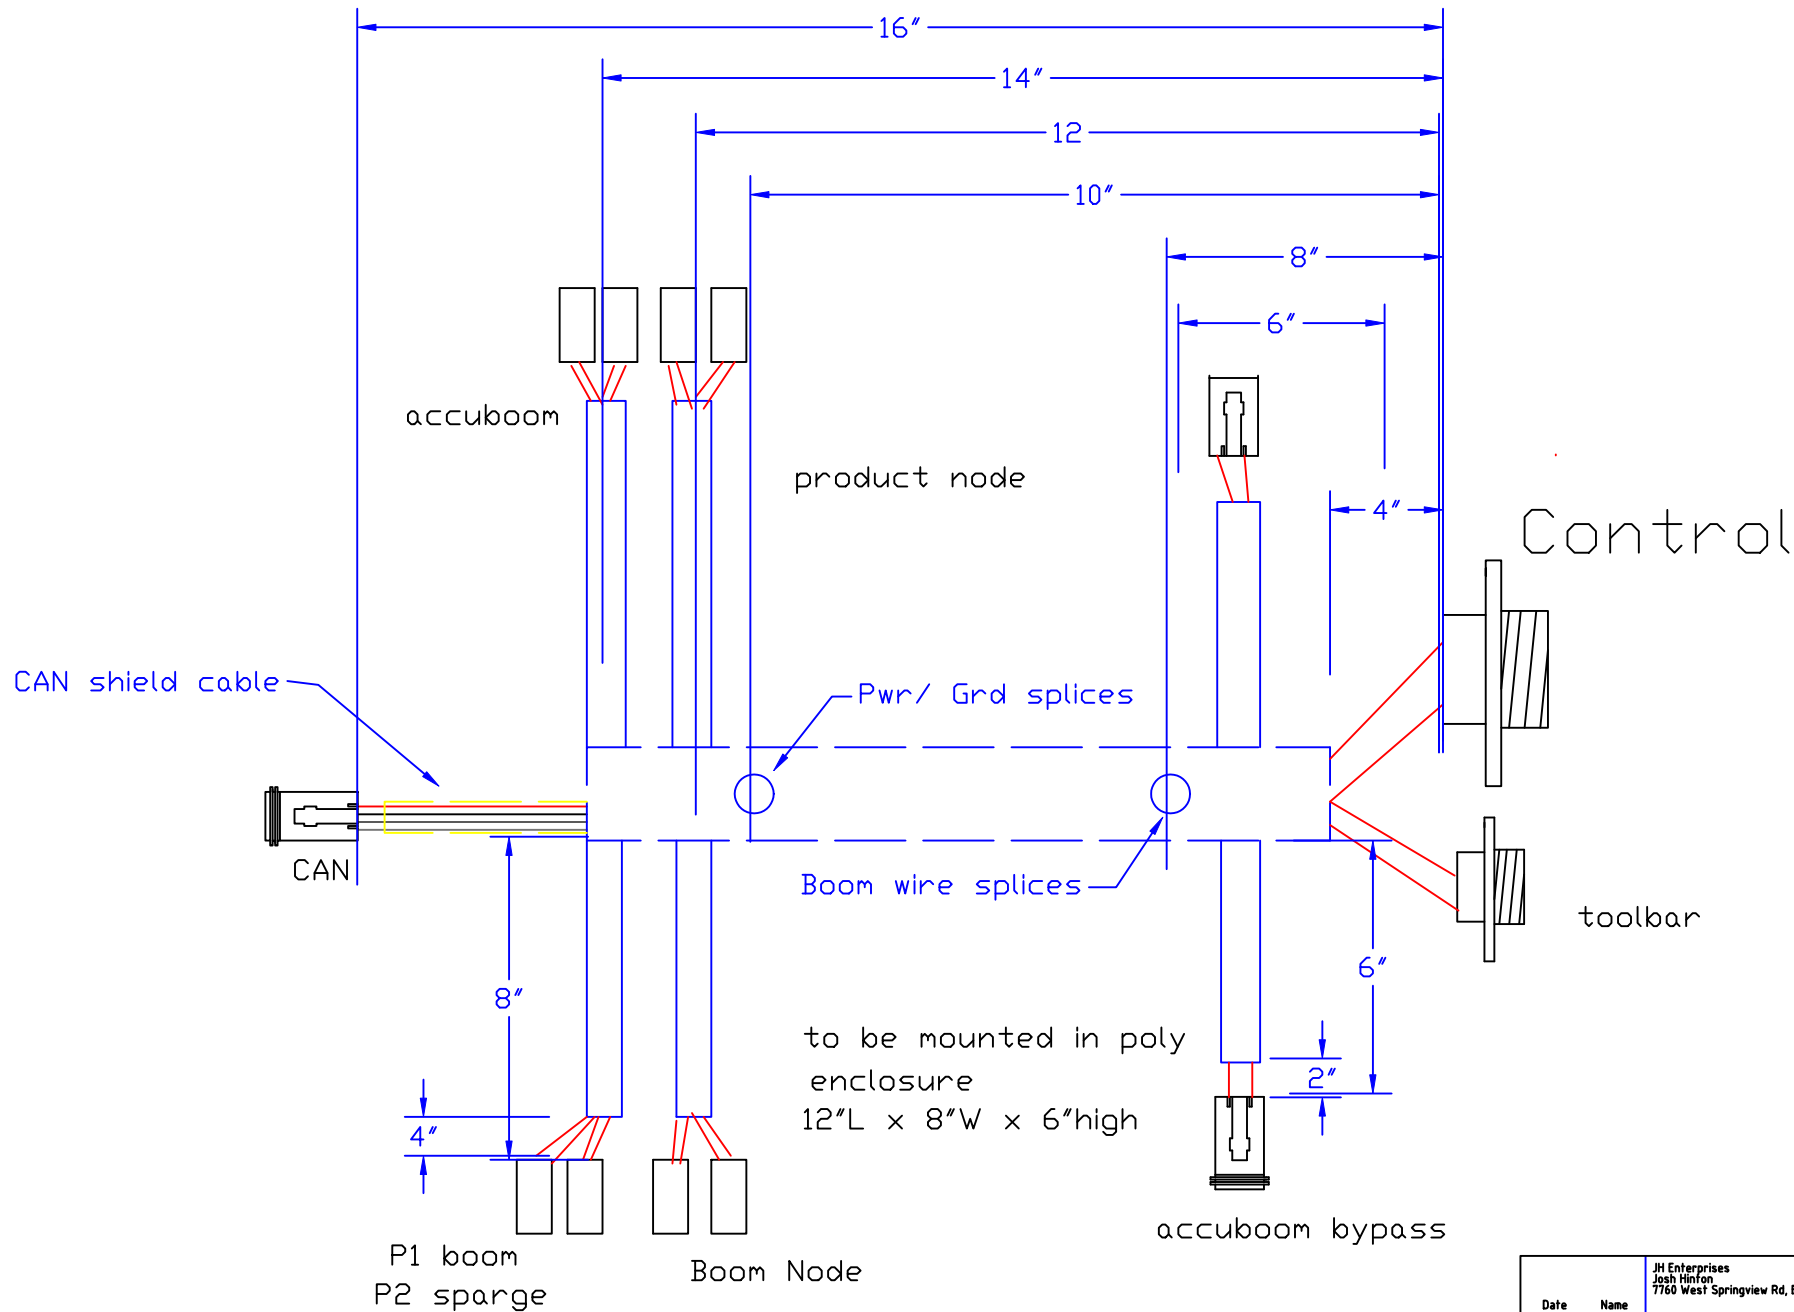 16"
14"
12
10"
8"
6"
accuboom
product node
4"
Control
CAN shield cable
Pwr/ Grd splices
CAN
Boom wire splices
toolbar
8"
6"
to be mounted in poly
enclosure
12"L x 8"W x 6"high
2"
4"
accuboom bypass
P1 boom
P2 sparge
Boom Node
JH Enterprises
Josh Hinton
7760 West Springview Rd,
Date Name